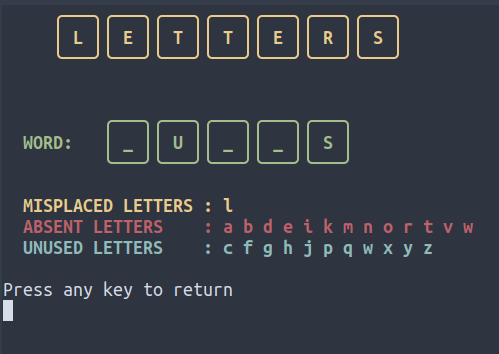 L E T T E R S
WORD: _ U _ _ S
MISPLACED LETTERS : l
ABSENT LETTERS : a b d e i k m n o r t v w
UNUSED LETTERS : c f g h j p q w x y z
Press any key to return